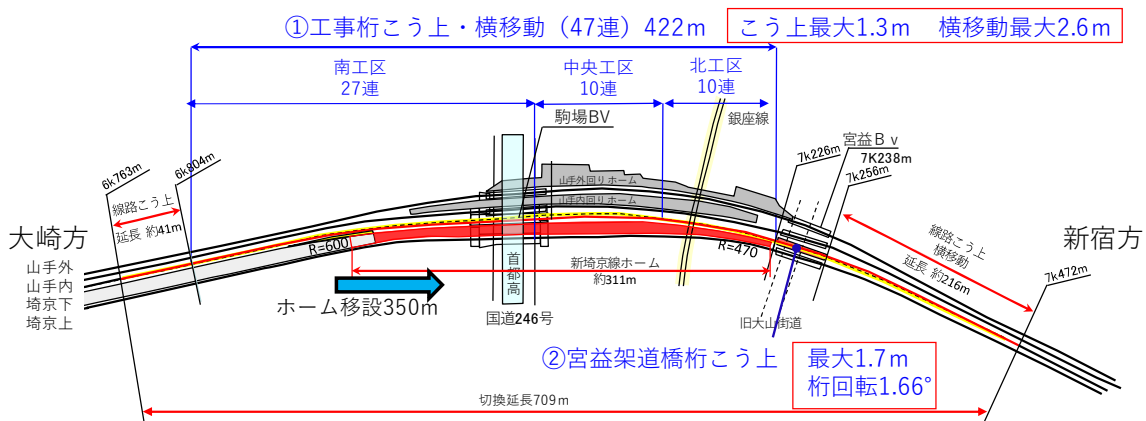 ①工事桁こう上・横移動（47連）422m
こう上最大1.3m　横移動最大2.6m
南工区
27連
中央工区
10連
北工区
10連
駒場BV
銀座線
宮益Ｂｖ
7K238m
7k226m
7k256m
6k763m
6k804m
線路こう上
延長 約41m
山手外回りホーム
山手内回りホーム
大崎方
新宿方
線路こう上
横移動
延長 約216m
7k472m
R=600
R=470
山手外
山手内
埼京下
埼京上
首都高
新埼京線ホーム
約311m
ホーム移設350m
国道246号
旧大山街道
②宮益架道橋桁こう上
最大1.7ｍ
桁回転1.66°
切換延長709ｍ